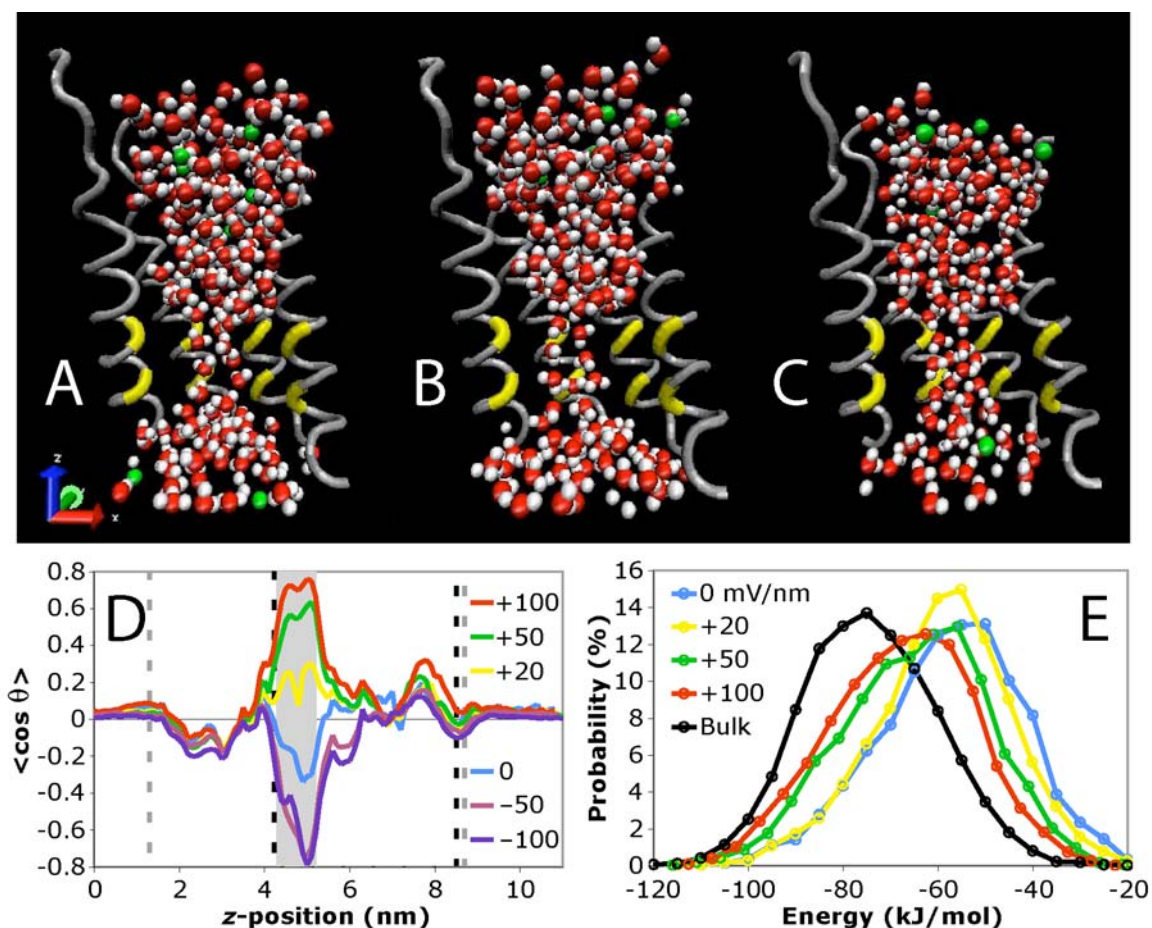 A
B
C
z
x
D
0.8
0.6
0.4
0.2
0
-0.2
-0.4
-0.6
-0.8
<cos θ>
+100
+50
+20
0
−50
−100
0 2 4 6 8 10
z-position (nm)
E
16
14
12
10
8
6
4
2
0
Probability (%)
0 mV/nm
+20
+50
+100
Bulk
-120 -100 -80 -60 -40 -20
Energy (kJ/mol)